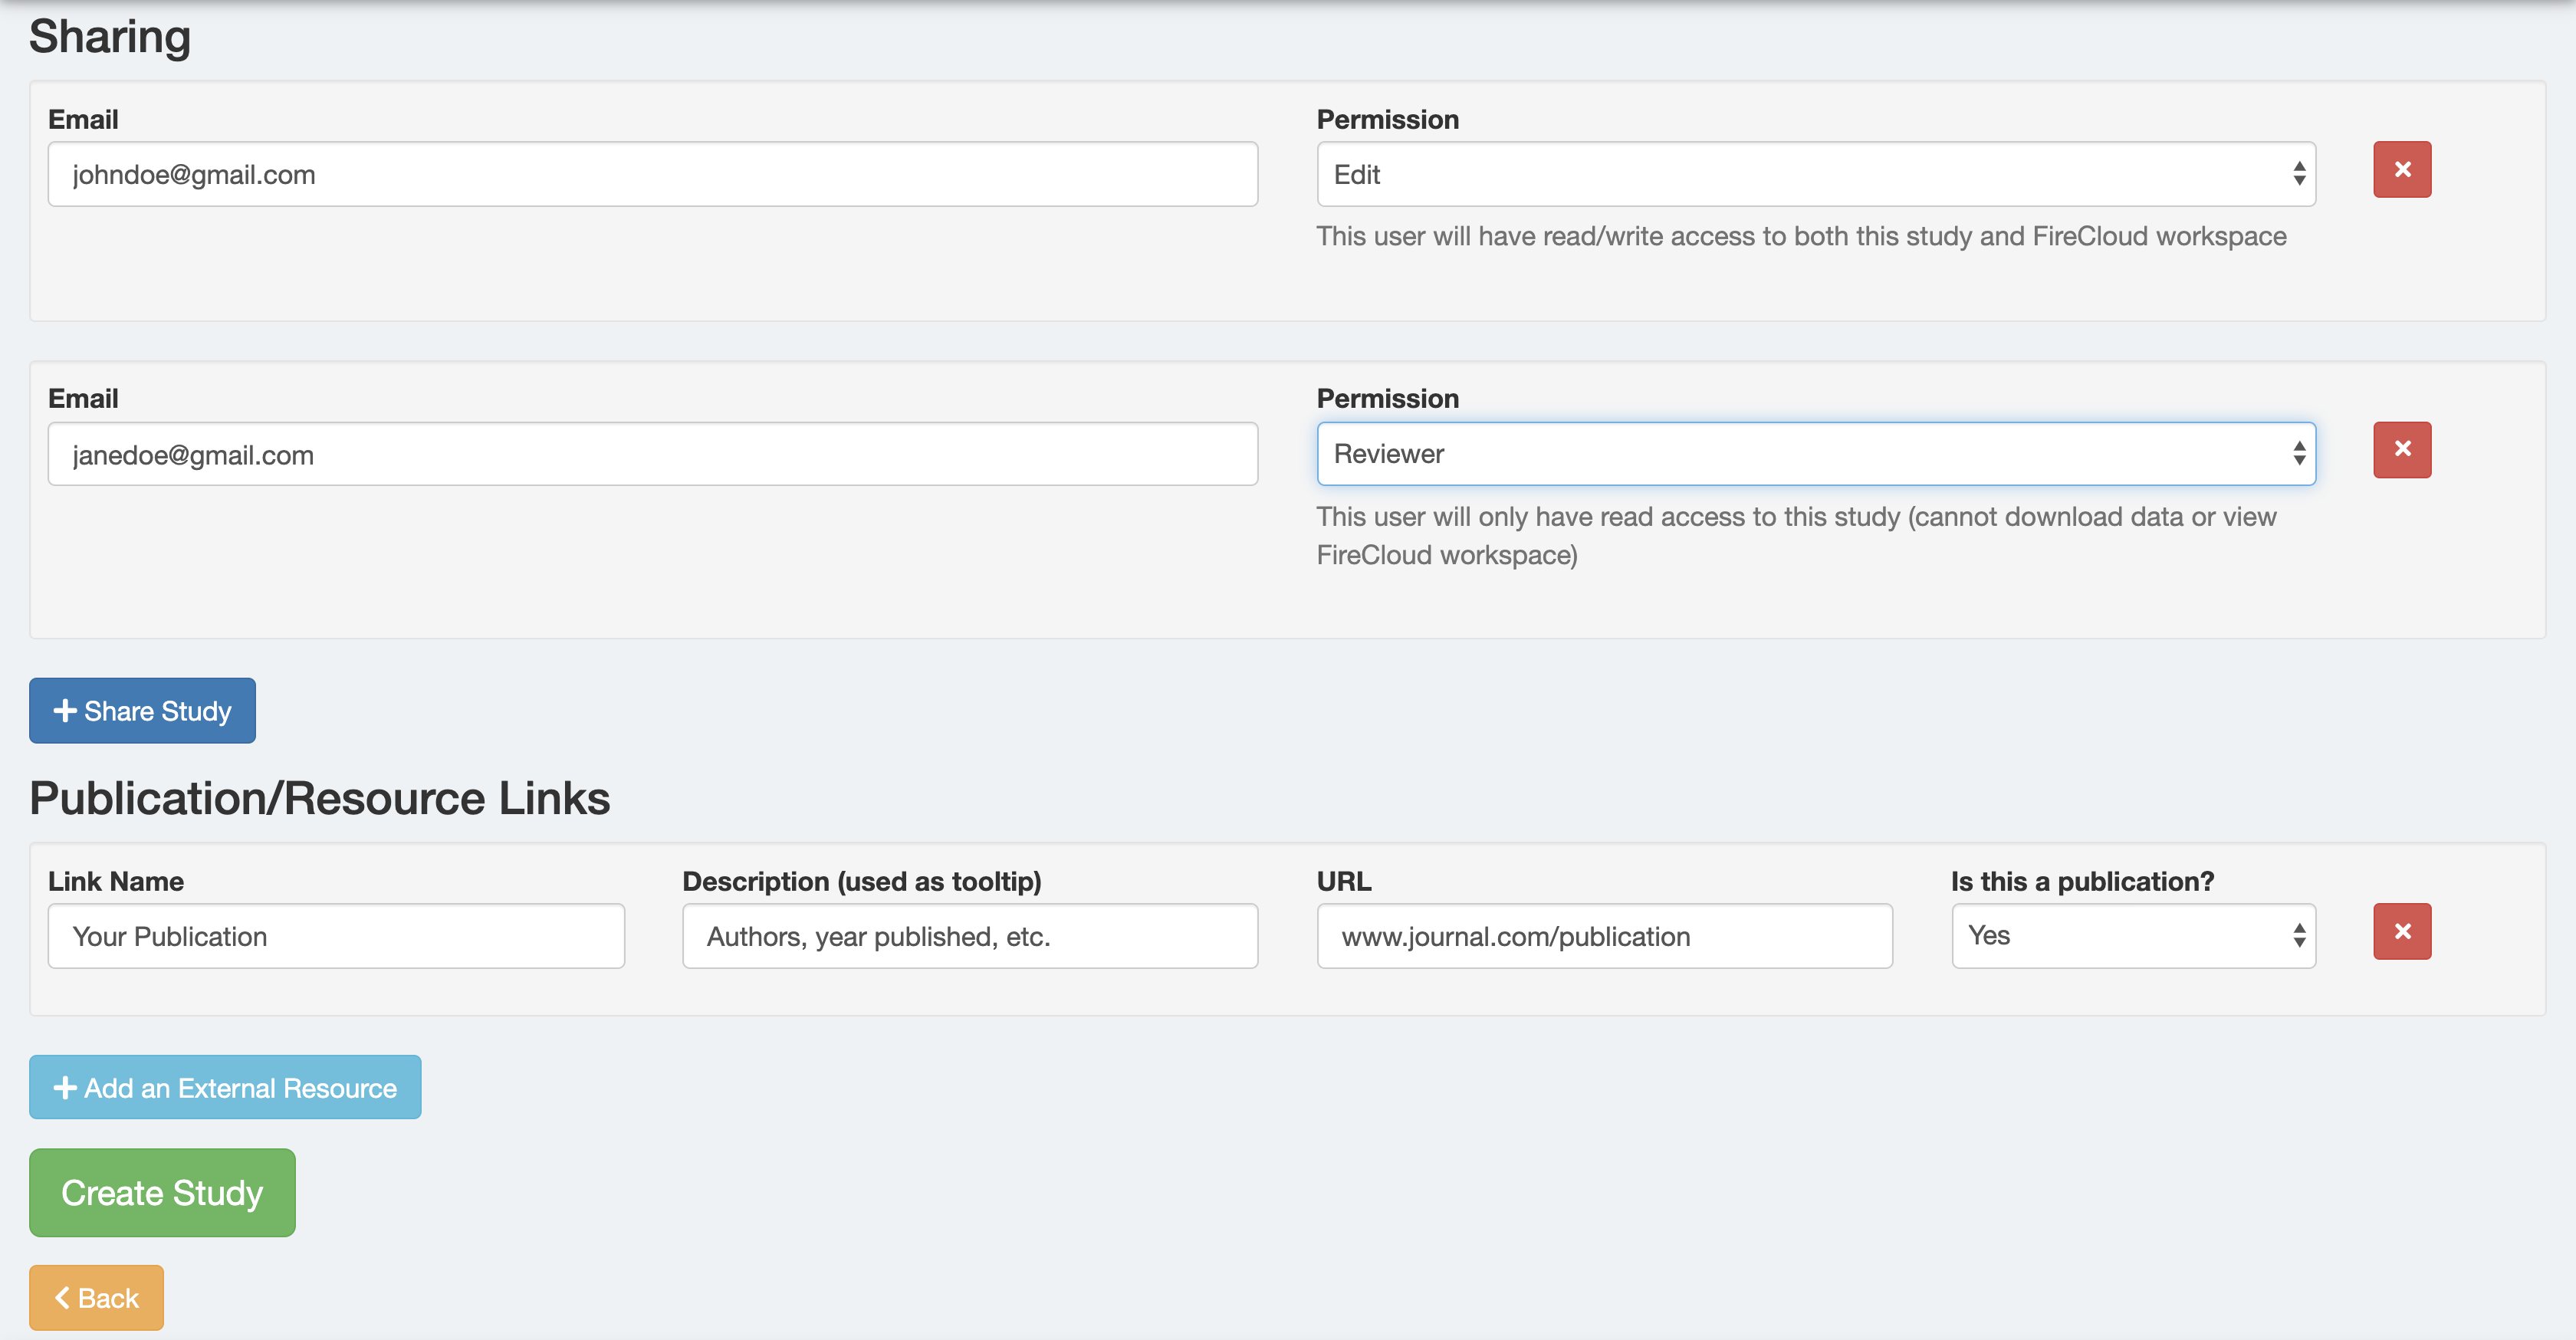 Sharing
Email Permission
johndoe@gmail.com Edit
This user will have read/write access to both this study and FireCloud workspace
Email Permission
janedoe@gmail.com Reviewer
This user will only have read access to this study (cannot download data or view
FireCloud workspace)
Share Study
Publication/Resource Links
Link Name Description (used as tooltip) URL Is this a publication?
Your Publication Authors, year published, etc. www.journal.com/publication Yes
Add an External Resource
Create Study
Back